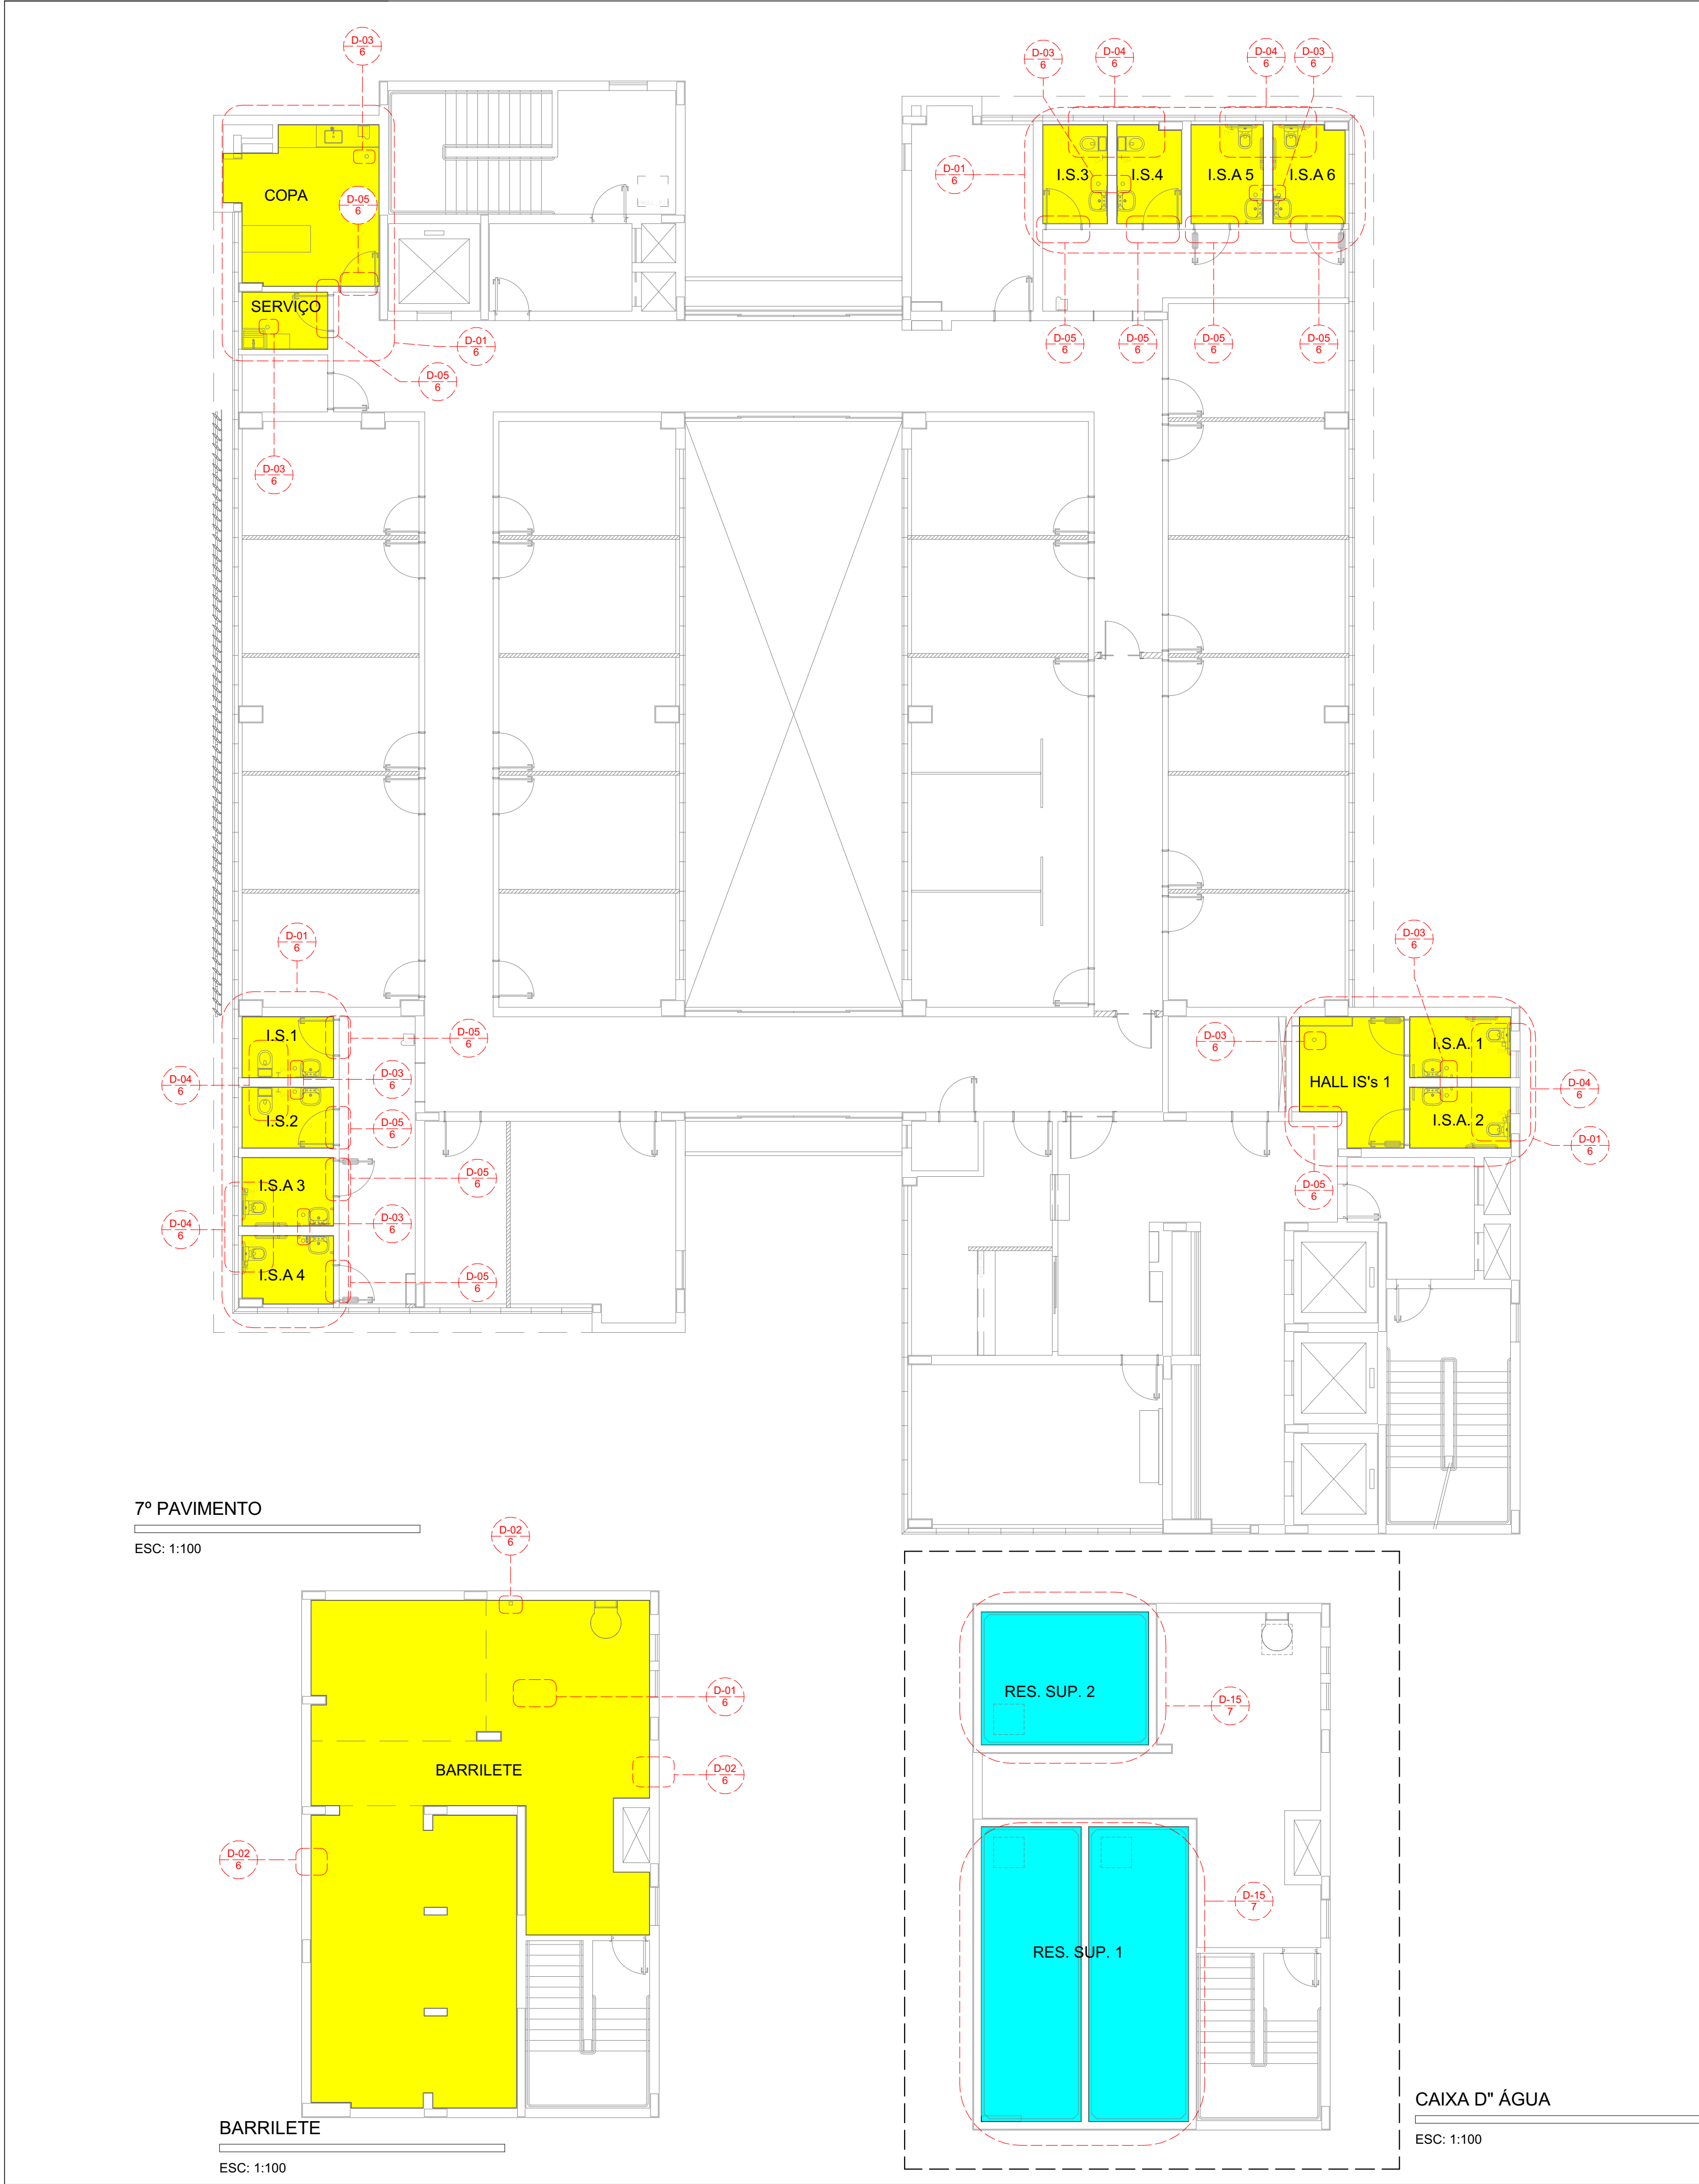 D-03
6
D-03
6
D-04
6
D-04
6
D-03
6
D-01
6
I.S.3
I.S.4
I.S.A 5
I.S.A 6
COPA
D-05
6
SERVIÇO
D-01
6
D-05
6
D-05
6
D-05
6
D-05
6
D-05
6
D-03
6
D-01
6
D-03
6
I.S.1
D-05
6
D-03
6
I.S.A. 1
D-04
6
D-03
6
HALL IS's 1
D-04
6
I.S.2
D-05
6
I.S.A. 2
D-01
6
I.S.A 3
D-05
6
D-05
6
D-04
6
D-03
6
I.S.A 4
D-05
6
7º PAVIMENTO
ESC: 1:100
D-02
6
D-01
6
RES. SUP. 2
D-15
7
BARRILETE
D-02
6
D-02
6
D-15
7
RES. SUP. 1
BARRILETE
ESC: 1:100
CAIXA D" ÁGUA
ESC: 1:100